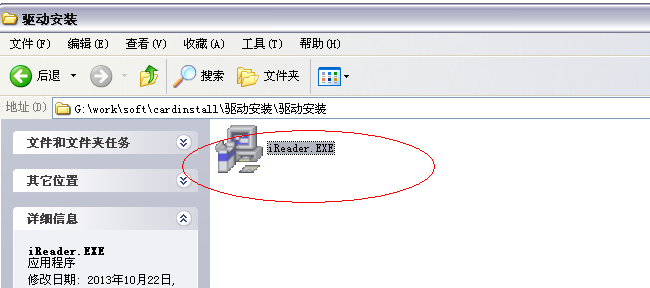 驱动安装
文件(F) 编辑(E) 查看(V) 收藏(A) 工具(T) 帮助(H)
后退 搜索 文件夹
地址(D) G:\work\soft\cardinstall\驱动安装\驱动安装
文件和文件夹任务
iReader.EXE
其它位置
详细信息
iReader.EXE
应用程序
修改日期: 2013年10月22日,